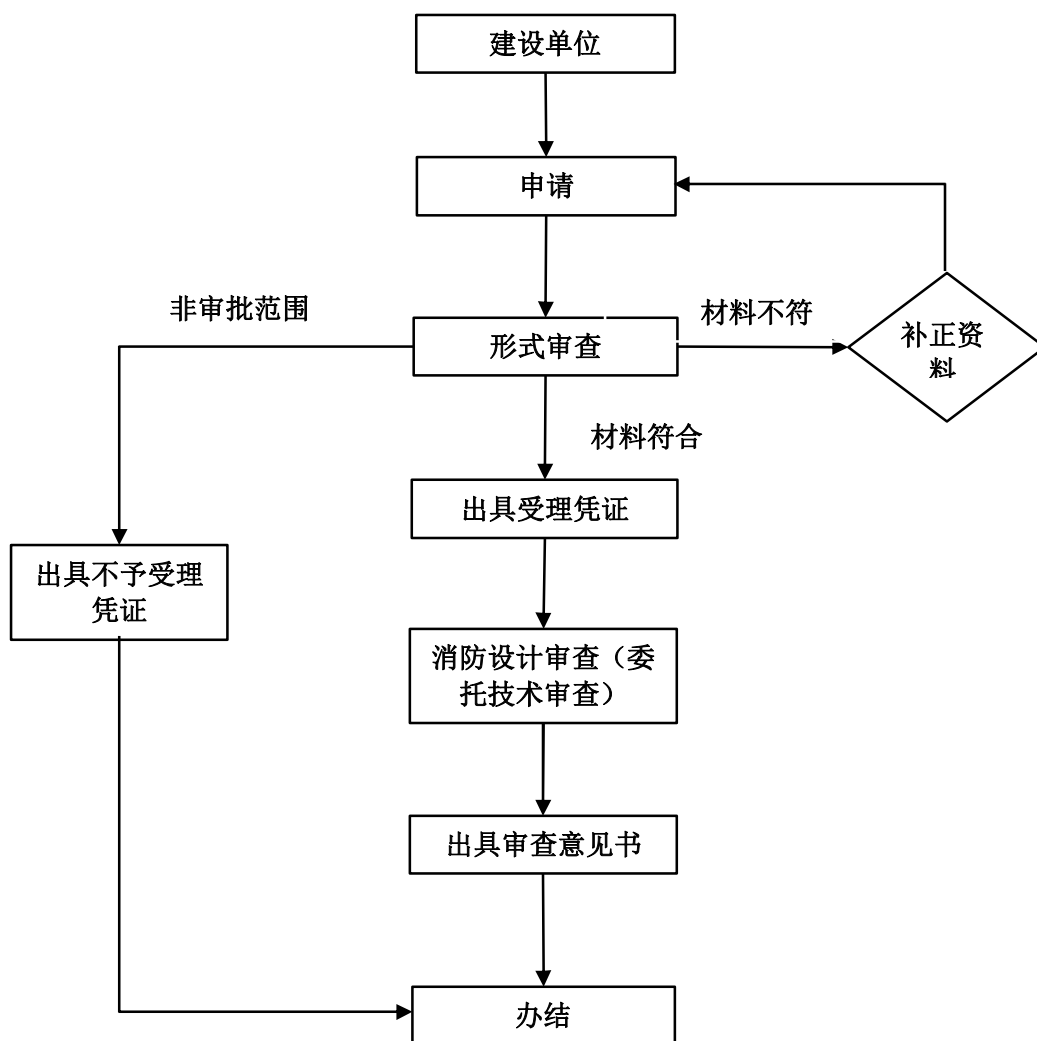 建设单位
申请
非审批范围
材料不符
形式审查
补正资
料
材料符合
出具受理凭证
出具不予受理
凭证
消防设计审查（委
托技术审查）
出具审查意见书
办结